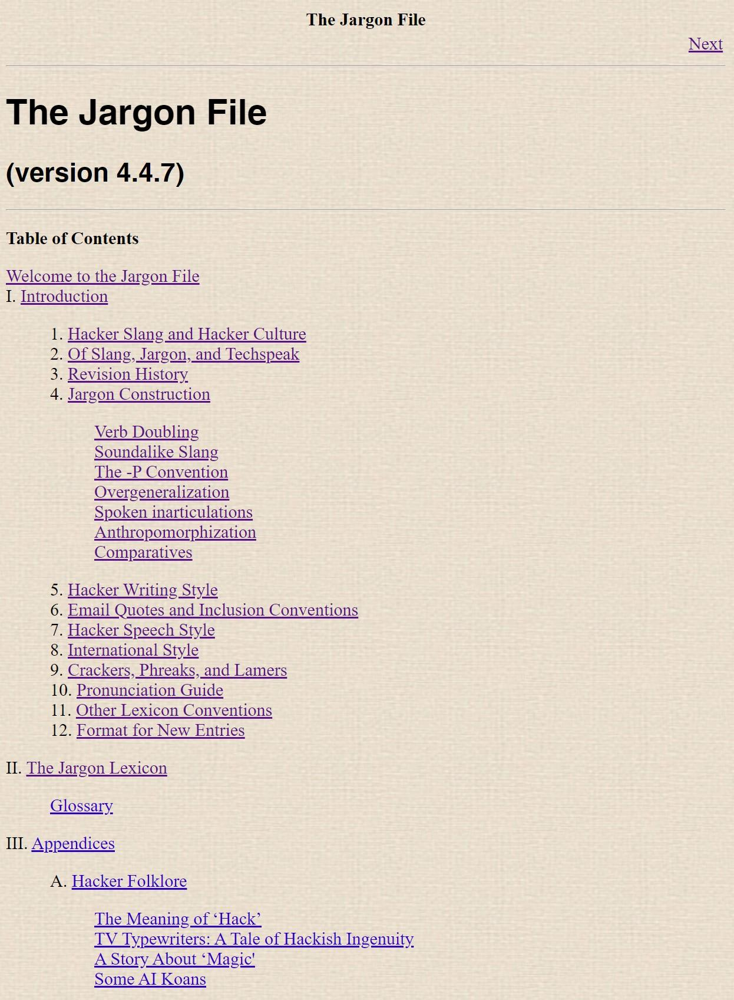 The Jargon File
Next
The Jargon File
(version 4.4.7)
Table of Contents
Welcome to the Jargon File
I. Introduction
1. Hacker Slang and Hacker Culture
2. Of Slang, Jargon, and Techspeak
3. Revision History
4. Jargon Construction
Verb Doubling
Soundalike Slang
The -P Convention
Overgeneralization
Spoken inarticulations
Anthropomorphization
Comparatives
5. Hacker Writing Style
6. Email Quotes and Inclusion Conventions
7. Hacker Speech Style
8. International Style
9. Crackers, Phreaks, and Lamers
10. Pronunciation Guide
11. Other Lexicon Conventions
12. Format for New Entries
II. The Jargon Lexicon
Glossary
III. Appendices
A. Hacker Folklore
The Meaning of ‘Hack’
TV Typewriters: A Tale of Hackish Ingenuity
A Story About ‘Magic'
Some AI Koans